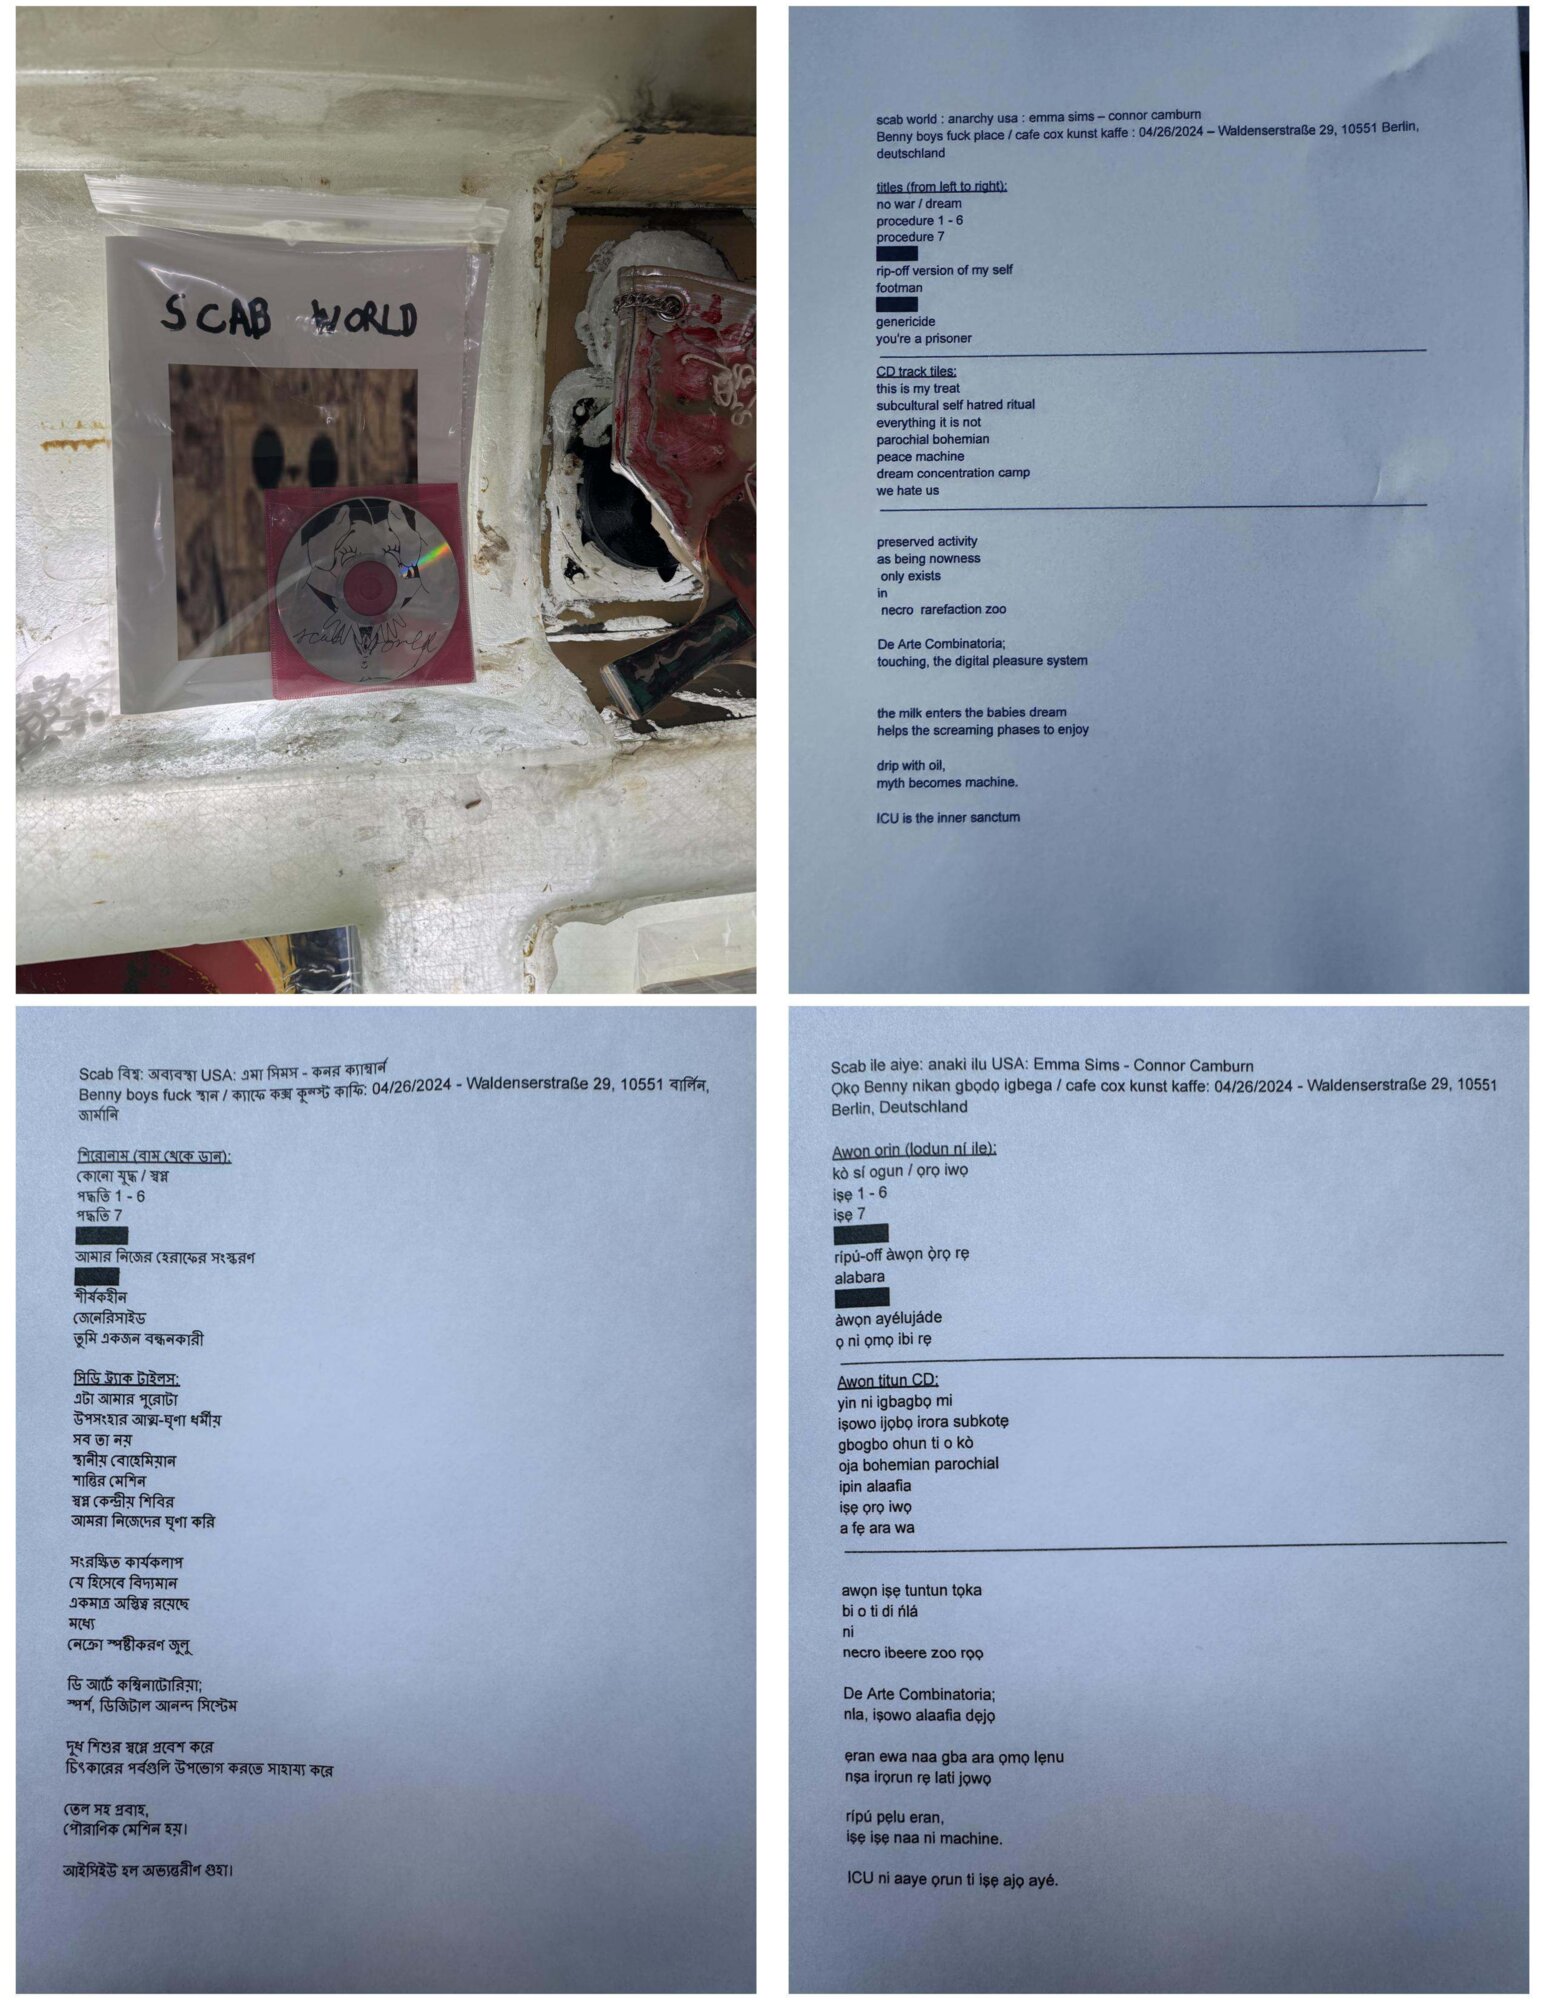 SCAB WORLD
scab world
scab world : anarchy usa : emma sims – connor camburn
Benny boys fuck place / cafe cox kunst kaffe : 04/26/2024 – Waldenserstraße 29, 10551 Berlin,
deutschland
titles (from left to right):
no war / dream
procedure 1 - 6
procedure 7
rip-off version of my self
footman
genericide
you're a prisoner
CD track tiles:
this is my treat
subcultural self hatred ritual
everything it is not
parochial bohemian
peace machine
dream concentration camp
we hate us
preserved activity
as being nowness
only exists
in
necro rarefaction zoo
De Arte Combinatoria;
touching, the digital pleasure system
the milk enters the babies dream
helps the screaming phases to enjoy
drip with oil,
myth becomes machine.
ICU is the inner sanctum
Scab বিশ্ব: অব্যবস্থা USA: এমা সিমস - কনর ক্যাম্বার্ন
Benny boys fuck স্থান / ক্যাফে কক্স কুনস্ট কাফি: 04/26/2024 - Waldenserstraße 29, 10551 বার্লিন,
জার্মানি
শিরোনাম (বাম থেকে ডান):
কোনো যুদ্ধ / স্বপ্ন
পদ্ধতি 1 - 6
পদ্ধতি 7
আমার নিজের হেরাফের সংস্করণ
শীর্ষকহীন
জেনেরিসাইড
তুমি একজন বন্ধনকারী
সিডি ট্র্যাক টাইলস:
এটা আমার পুরোটা
উপসংহার আত্ম-ঘৃণা ধর্মীয়
সব তা নয়
স্থানীয় বোহেমিয়ান
শান্তির মেশিন
স্বপ্ন কেন্দ্রীয় শিবির
আমরা নিজেদের ঘৃণা করি
সংরক্ষিত কার্যকলাপ
যে হিসেবে বিদ্যমান
একমাত্র অস্তিত্ব রয়েছে
মধ্যে
নেক্রো স্পষ্টীকরণ জুলু
ডি আর্টে কম্বিনাটোরিয়া;
স্পর্শ, ডিজিটাল আনন্দ সিস্টেম
দুধ শিশুর স্বপ্নে প্রবেশ করে
চিৎকারের পর্বগুলি উপভোগ করতে সাহায্য করে
তেল সহ প্রবাহ,
পৌরাণিক মেশিন হয়।
আইসিইউ হল অভ্যন্তরীণ গুহা।
Scab ile aiye: anaki ilu USA: Emma Sims - Connor Camburn
Ọkọ Benny nikan gbọdọ igbega / cafe cox kunst kaffe: 04/26/2024 - Waldenserstraße 29, 10551
Berlin, Deutschland
Awọn orin (lodun ní ile):
kò sí ogun / ọrọ iwọ
iṣẹ 1 - 6
iṣẹ 7
rípú-off àwọn ọ̀rọ rẹ
alabara
àwọn ayélujáde
ọ ni ọmọ ibi rẹ
Awọn titun CD:
yin ni igbagbọ mi
iṣowo ijọbọ irora subkotẹ
gbogbo ohun ti o kò
oja bohemian parochial
ipin alaafia
iṣẹ ọrọ iwọ
a fẹ ara wa
awọn iṣẹ tuntun tọka
bi o ti di ńlá
ni
necro ibeere zoo rọọ
De Arte Combinatoria;
nla, iṣowo alaafia dẹjọ
ẹran ewa naa gba ara ọmọ lẹnu
nṣa irọrun rẹ lati jọwọ
rípú pẹlu eran,
iṣẹ iṣẹ naa ni machine.
ICU ni aaye ọrun ti iṣẹ ajọ ayé.